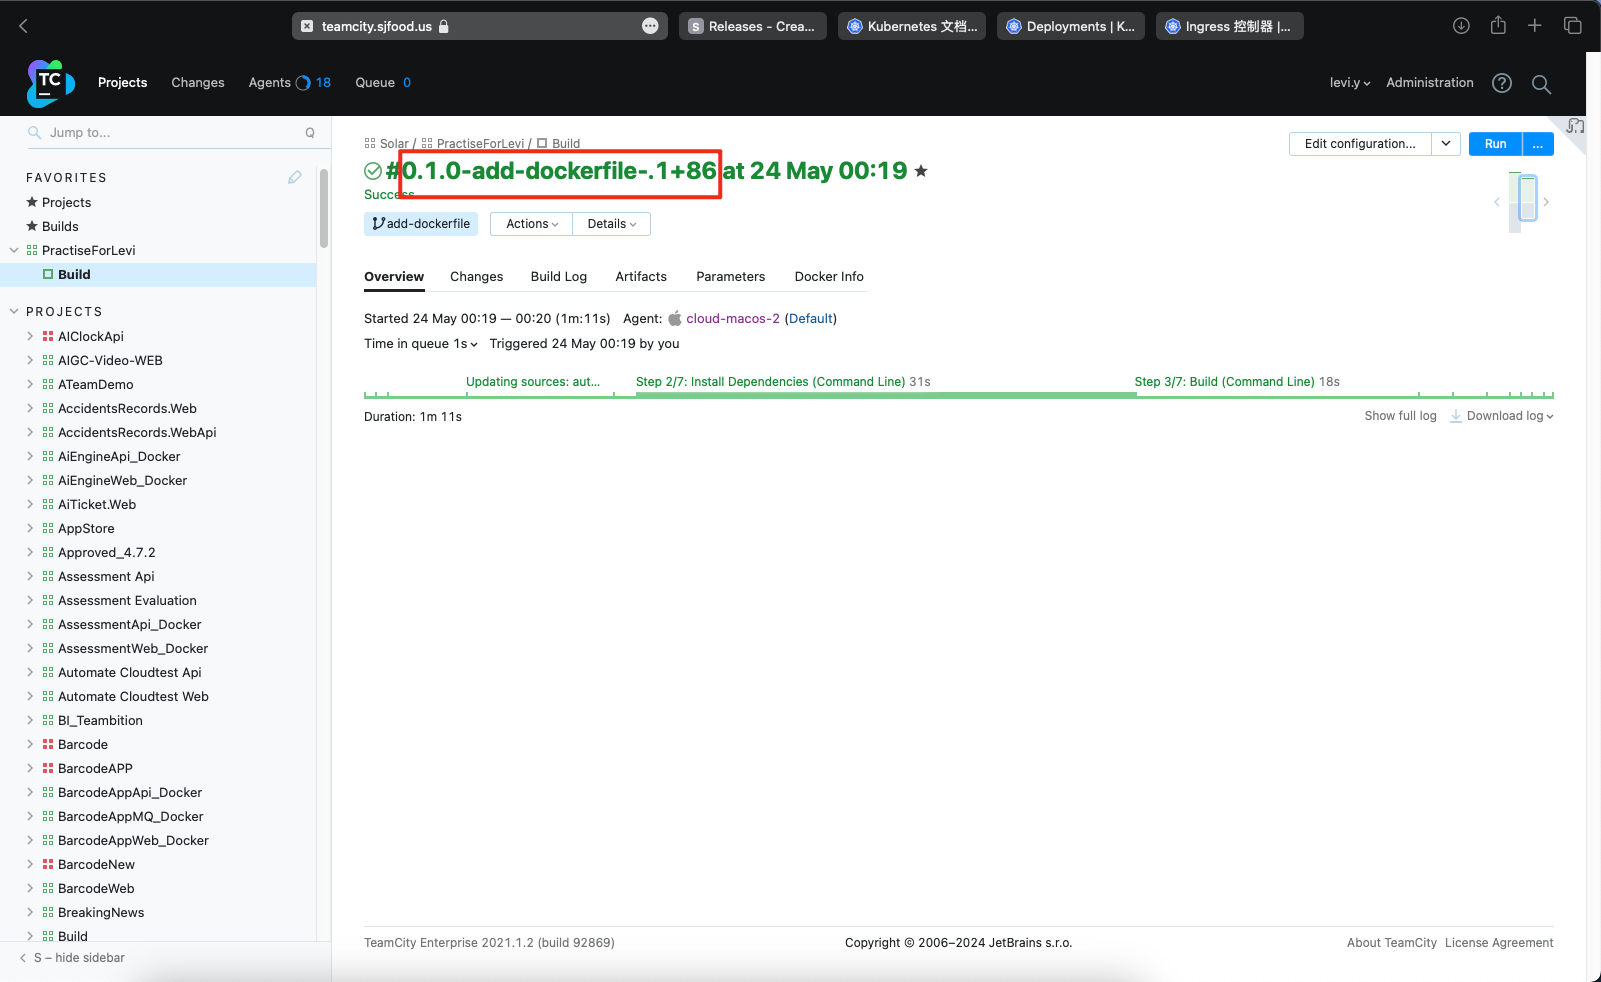 teamcity.sjfood.us
Releases - Crea...
Kubernetes 文档...
Deployments | K...
Ingress 控制器 |...
TC
Projects
Changes
Agents 18
Queue 0
levi.y
Administration
Jump to...
Q
FAVORITES
Projects
Builds
PractiseForLevi
Build
PROJECTS
AIClockApi
AIGC-Video-WEB
ATeamDemo
AccidentsRecords.Web
AccidentsRecords.WebApi
AiEngineApi_Docker
AiEngineWeb_Docker
AiTicket.Web
AppStore
Approved_4.7.2
Assessment Api
Assessment Evaluation
AssessmentApi_Docker
AssessmentWeb_Docker
Automate Cloudtest Api
Automate Cloudtest Web
BI_Teambition
Barcode
BarcodeAPP
BarcodeAppApi_Docker
BarcodeAppMQ_Docker
BarcodeAppWeb_Docker
BarcodeNew
BarcodeWeb
BreakingNews
Build
S – hide sidebar
Solar / PractiseForLevi / Build
#0.1.0-add-dockerfile-.1+86 at 24 May 00:19
Success
add-dockerfile
Actions
Details
Edit configuration...
Run
...
Overview
Changes
Build Log
Artifacts
Parameters
Docker Info
Started 24 May 00:19 — 00:20 (1m:11s) Agent: cloud-macos-2 (Default)
Time in queue 1s Triggered 24 May 00:19 by you
Updating sources: aut...
Step 2/7: Install Dependencies (Command Line) 31s
Step 3/7: Build (Command Line) 18s
Duration: 1m 11s
Show full log
Download log
TeamCity Enterprise 2021.1.2 (build 92869)
Copyright © 2006–2024 JetBrains s.r.o.
About TeamCity
License Agreement